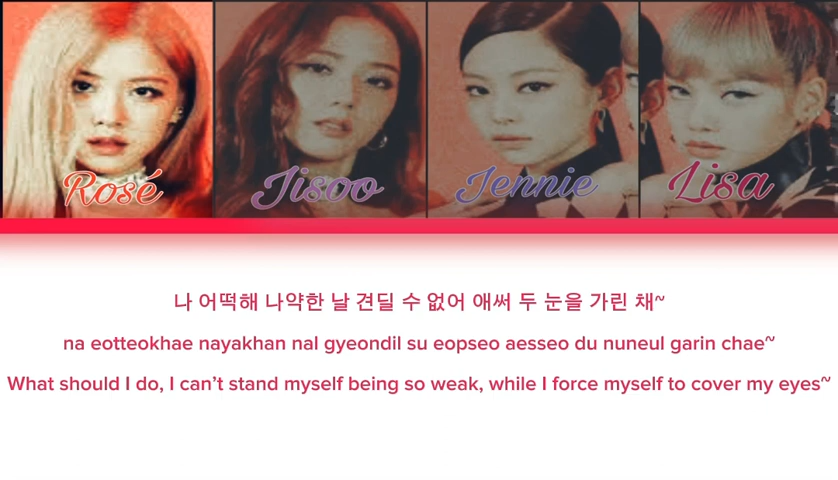 Rosé Jisoo Jennie Lisa
나 어떡해 나약한 날 견딜 수 없어 애써 두 눈을 가린 채~
na eotteokhae nayakhan nal gyeondil su eopseo aesseo du nuneul garin chae~
What should I do, I can’t stand myself being so weak, while I force myself to cover my eyes~